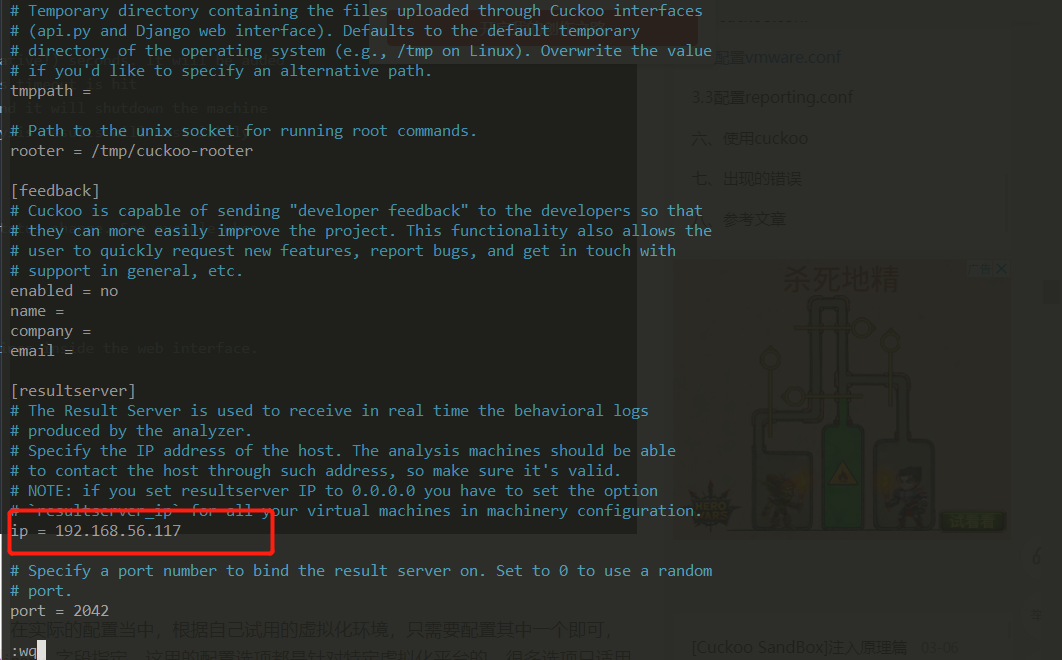 # Temporary directory containing the files uploaded through Cuckoo interfaces
# (api.py and Django web interface). Defaults to the default temporary
# directory of the operating system (e.g., /tmp on Linux). Overwrite the value
# if you'd like to specify an alternative path.
tmppath =
# Path to the unix socket for running root commands.
rooter = /tmp/cuckoo-rooter
[feedback]
# Cuckoo is capable of sending "developer feedback" to the developers so that
# they can more easily improve the project. This functionality also allows the
# user to quickly request new features, report bugs, and get in touch with
# support in general, etc.
enabled = no
name =
company =
email =
[resultserver]
# The Result Server is used to receive in real time the behavioral logs
# produced by the analyzer.
# Specify the IP address of the host. The analysis machines should be able
# to contact the host through such address, so make sure it's valid.
# NOTE: if you set resultserver IP to 0.0.0.0 you have to set the option
# `resultserver_ip` for all your virtual machines in machinery configuration.
ip = 192.168.56.117
# Specify a port number to bind the result server on. Set to 0 to use a random
# port.
port = 2042
:wq
配置vmware.conf
3.3配置reporting.conf
六、使用cuckoo
七、出现的错误
参考文章
广告
杀死地精
试着看
it will shutdown the machine
the web interface.
在实际的配置当中，根据自己试用的虚拟化环境，只需要配置其中一个即可，
[Cuckoo SandBox]注入原理篇 03-06